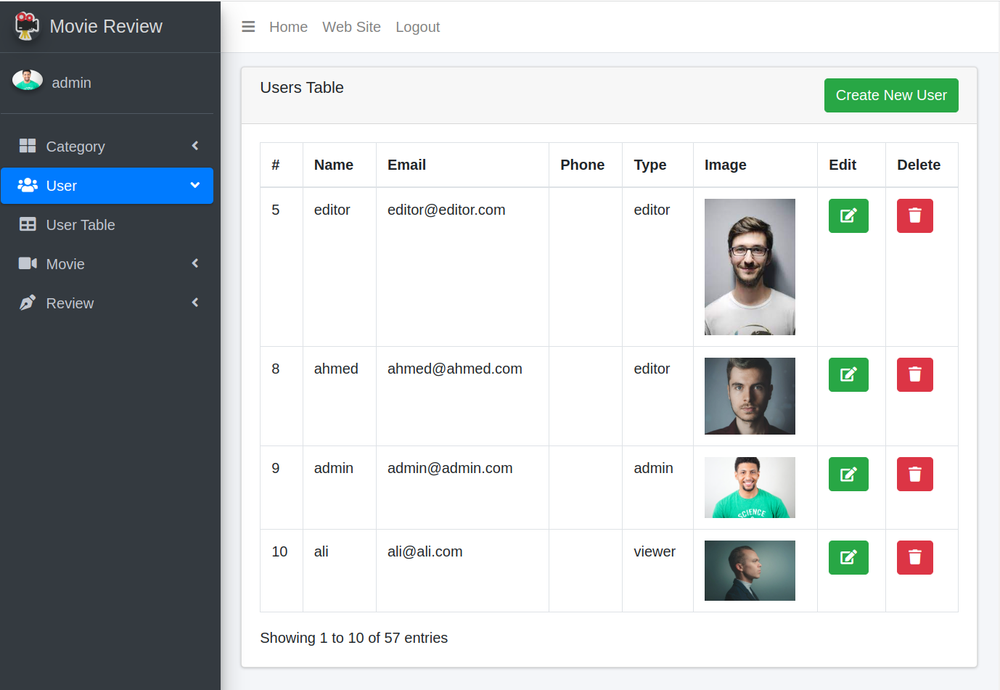 Movie Review
Home Web Site Logout
admin
Category
User
User Table
Movie
Review
Users Table
Create New User
# Name Email Phone Type Image Edit Delete
5 editor editor@editor.com editor
8 ahmed ahmed@ahmed.com editor
9 admin admin@admin.com admin
SCIENCE
10 ali ali@ali.com viewer
Showing 1 to 10 of 57 entries